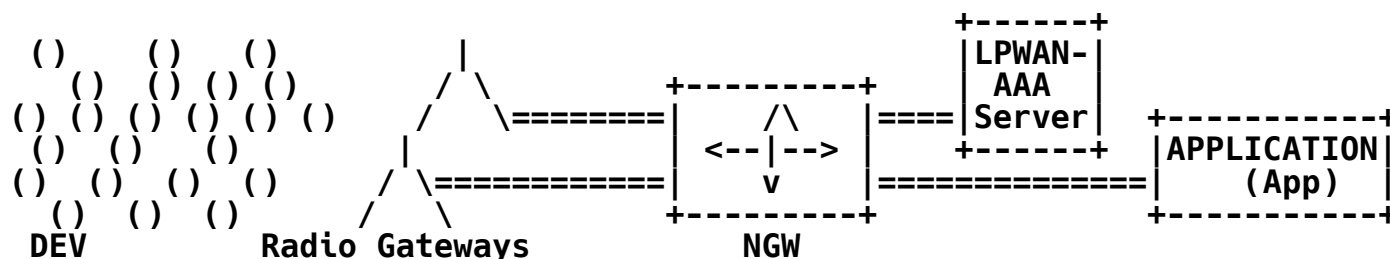 LPWAN-
AAA
Server
APPLICATION
(App)
DEV Radio Gateways NGW